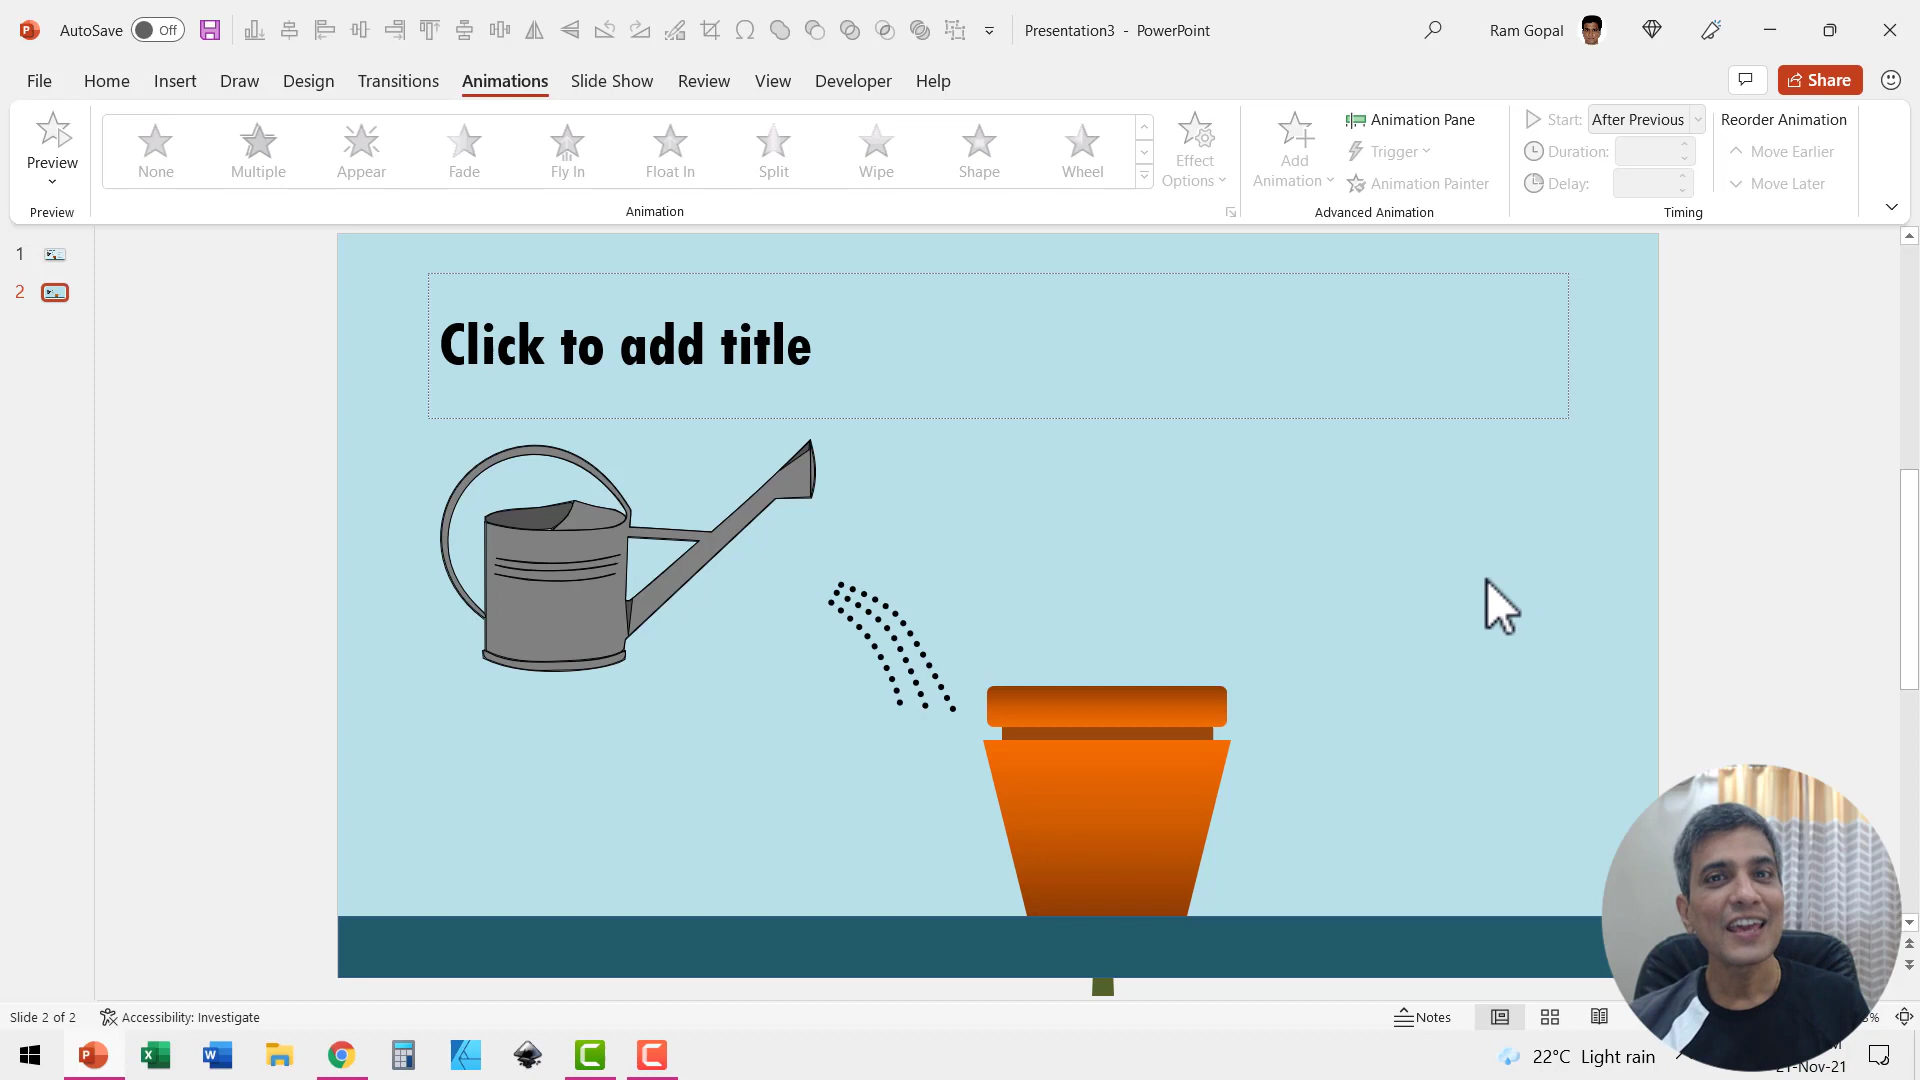 AutoSave Off Presentation3 - PowerPoint Ram Gopal
File Home Insert Draw Design Transitions Animations Slide Show Review View Developer Help Share
Preview None Multiple Appear Fade Fly In Float In Split Wipe Shape Wheel Effect Options Add Animation
Animation Pane
Trigger
Animation Painter
Start: After Previous
Duration:
Delay:
Reorder Animation
Move Earlier
Move Later
Preview Animation Advanced Animation Timing
1
2
Click to add title
Slide 2 of 2 Accessibility: Investigate Notes
22°C Light rain
21-Nov-21